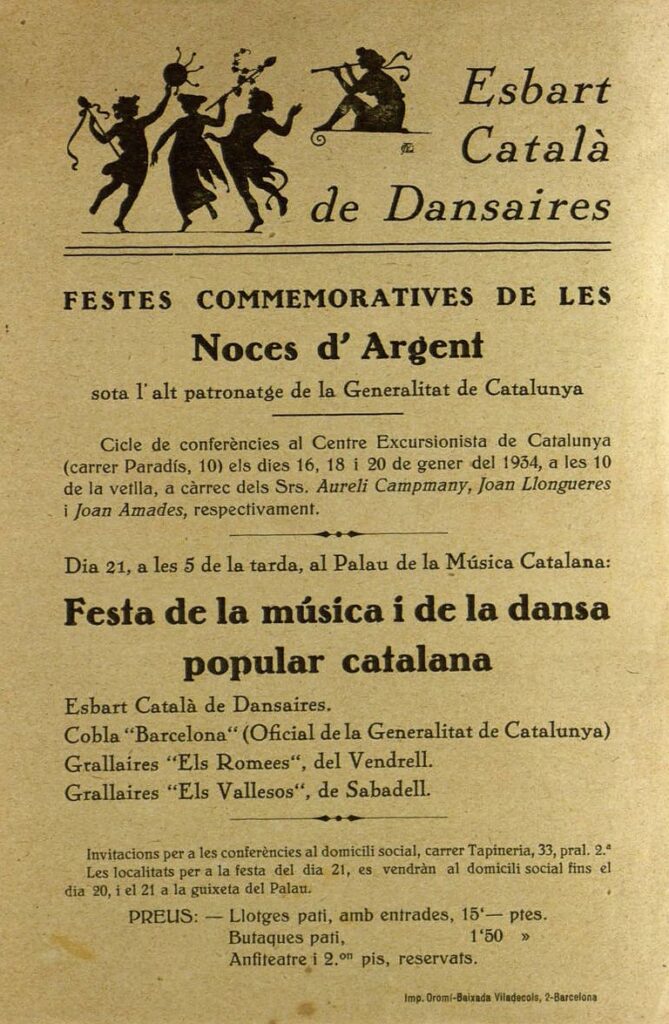 Esbart
Català
de Dansaires
FESTES COMMEMORATIVES DE LES
Noces d' Argent
sota l'alt patronatge de la Generalitat de Catalunya
Cicle de conferències al Centre Excursionista de Catalunya
(carrer Paradís, 10) els dies 16, 18 i 20 de gener del 1934, a les 10
de la vetlla, a càrrec dels Srs. Aureli Campmany, Joan Llongueres
i Joan Amades, respectivament.
Dia 21, a les 5 de la tarda, al Palau de la Música Catalana:
Festa de la música i de la dansa
popular catalana
Esbart Català de Dansaires.
Cobla "Barcelona" (Oficial de la Generalitat de Catalunya)
Grallaires "Els Romees", del Vendrell.
Grallaires "Els Vallesos", de Sabadell.
Invitacions per a les conferències al domicili social, carrer Tapineria, 33, pral. 2.ª
Les localitats per a la festa del dia 21, es vendràn al domicili social fins el
dia 20, i el 21 a la guixeta del Palau.
PREUS: — Llotges pati, amb entrades, 15'— ptes.
Butaques pati, 1'50 »
Anfiteatre i 2.on pis, reservats.
Imp. Oromí-Baixada Viladecols, 2-Barcelona